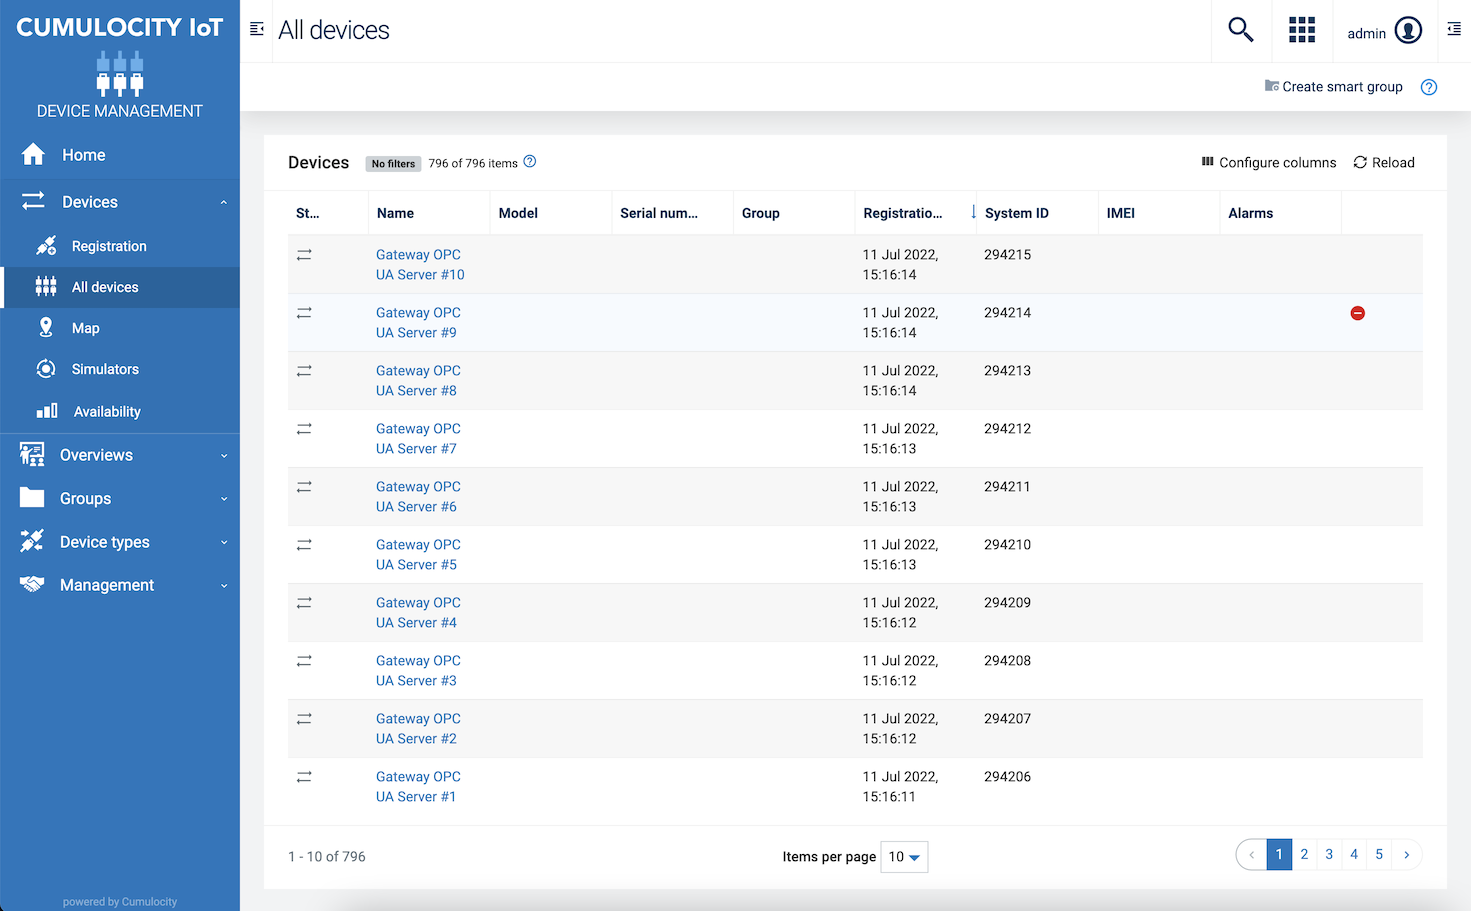 CUMULOCITY IoT
DEVICE MANAGEMENT
Home
Devices
Registration
All devices
Map
Simulators
Availability
Overviews
Groups
Device types
Management
powered by Cumulocity
All devices
admin
Create smart group
Devices No filters 796 of 796 items
Configure columns Reload
St... Name Model Serial num... Group Registratio... System ID IMEI Alarms
Gateway OPC 11 Jul 2022, 294215
UA Server #10 15:16:14
Gateway OPC 11 Jul 2022, 294214
UA Server #9 15:16:14
Gateway OPC 11 Jul 2022, 294213
UA Server #8 15:16:14
Gateway OPC 11 Jul 2022, 294212
UA Server #7 15:16:13
Gateway OPC 11 Jul 2022, 294211
UA Server #6 15:16:13
Gateway OPC 11 Jul 2022, 294210
UA Server #5 15:16:13
Gateway OPC 11 Jul 2022, 294209
UA Server #4 15:16:12
Gateway OPC 11 Jul 2022, 294208
UA Server #3 15:16:12
Gateway OPC 11 Jul 2022, 294207
UA Server #2 15:16:12
Gateway OPC 11 Jul 2022, 294206
UA Server #1 15:16:11
1 - 10 of 796 Items per page 10 1 2 3 4 5